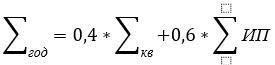 ∑год = 0,4 * ∑кв +0,6 * ∑ ИП